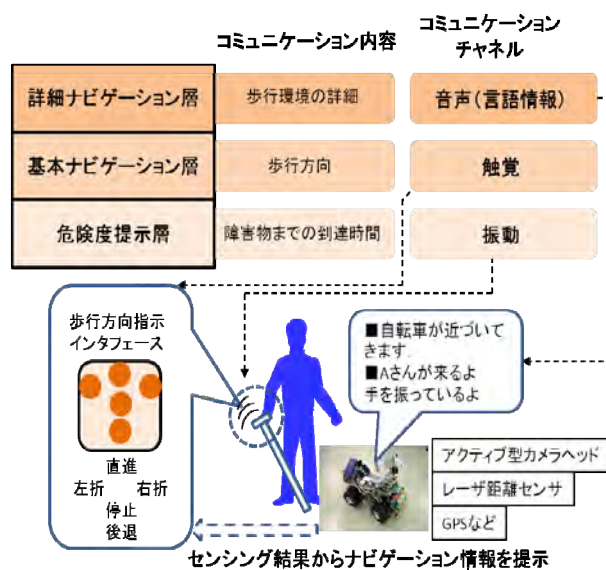 コミュニケーション内容
コミュニケーション
チャネル
詳細ナビゲーション層
歩行環境の詳細
音声(言語情報)
基本ナビゲーション層
歩行方向
触覚
危険度提示層
障害物までの到達時間
振動
歩行方向指示
インタフェース
直進
左折 右折
停止
後退
■自転車が近づいて
きます.
■Aさんが来るよ
手を振っているよ
アクティブ型カメラヘッド
レーザ距離センサ
GPSなど
センシング結果からナビゲーション情報を提示